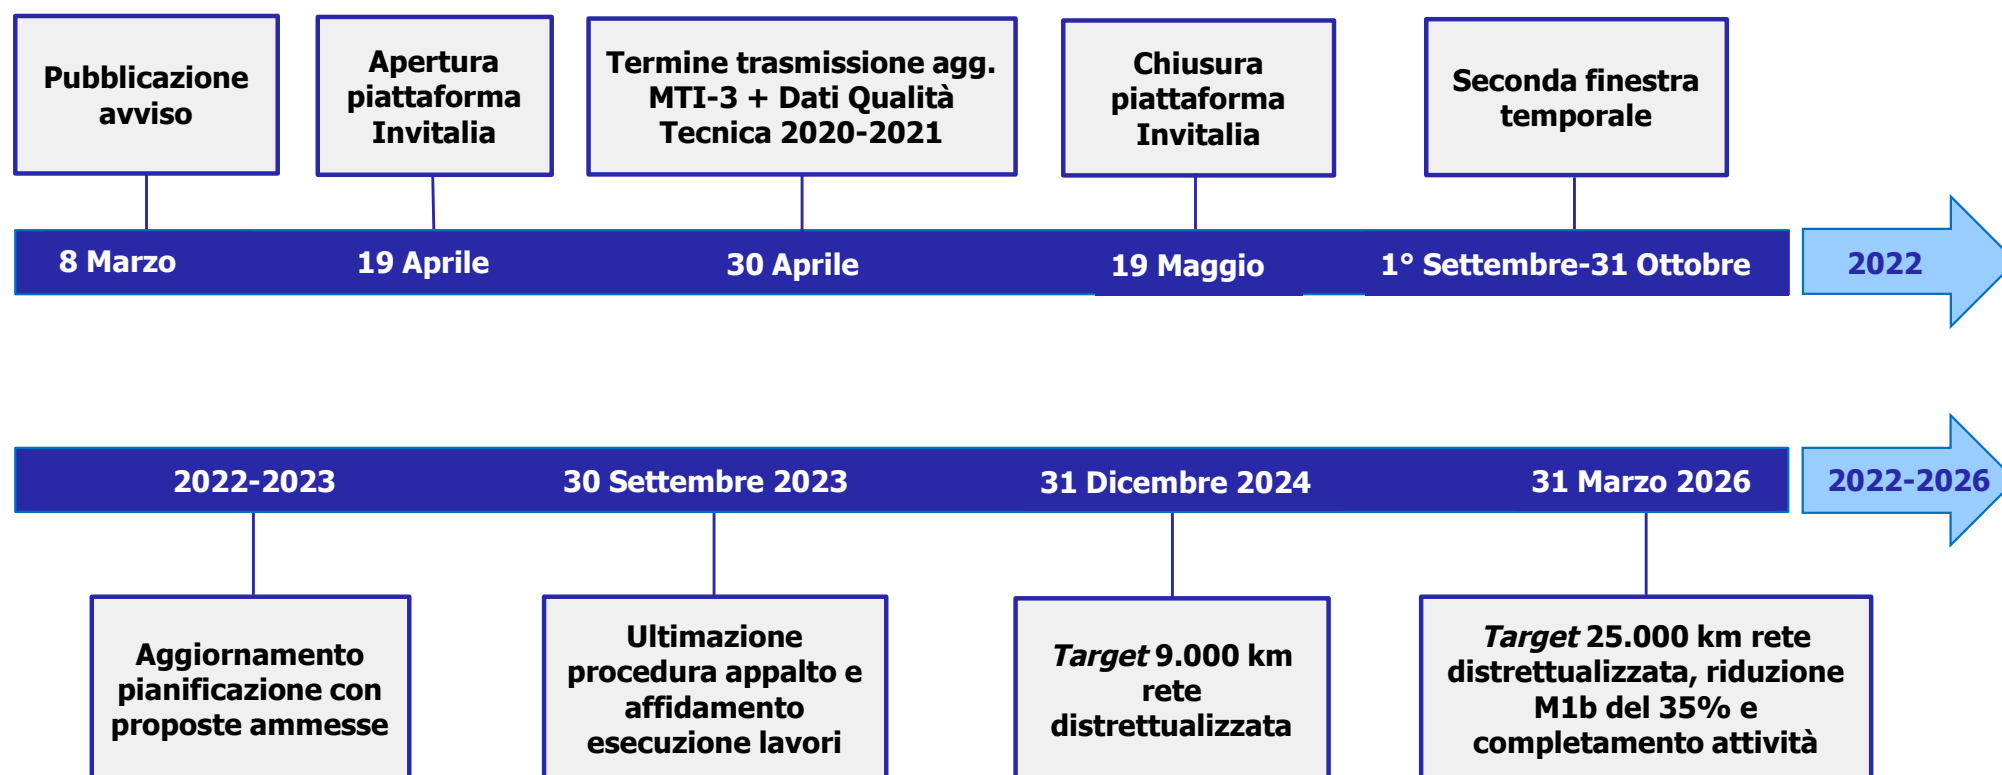 Pubblicazione
avviso
Apertura
piattaforma
Invitalia
Termine trasmissione agg.
MTI-3 + Dati Qualità
Tecnica 2020-2021
Chiusura
piattaforma
Invitalia
Seconda finestra
temporale
8 Marzo
19 Aprile
30 Aprile
19 Maggio
1° Settembre-31 Ottobre
2022
2022-2023
30 Settembre 2023
31 Dicembre 2024
31 Marzo 2026
2022-2026
Aggiornamento
pianificazione con
proposte ammesse
Ultimazione
procedura appalto e
affidamento
esecuzione lavori
Target 9.000 km
rete
distrettualizzata
Target 25.000 km rete
distrettualizzata, riduzione
M1b del 35% e
completamento attività